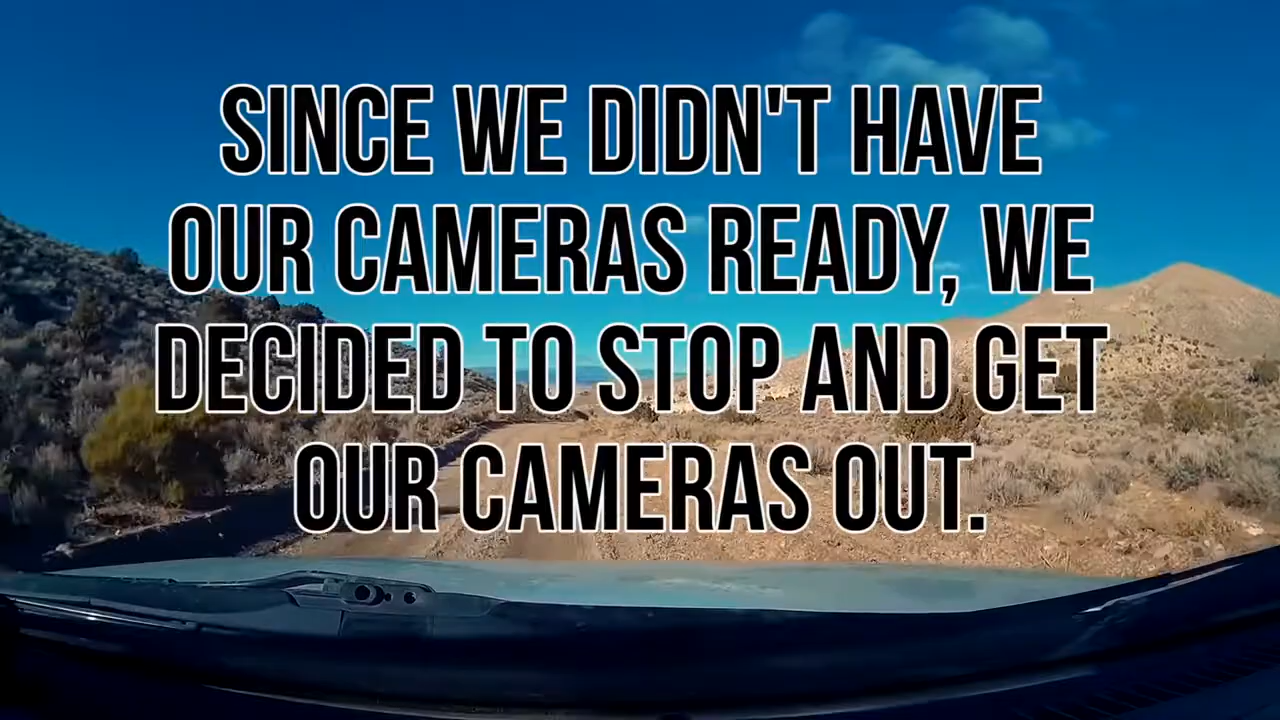 SINCE WE DIDN'T HAVE
OUR CAMERAS READY, WE
DECIDED TO STOP AND GET
OUR CAMERAS OUT.